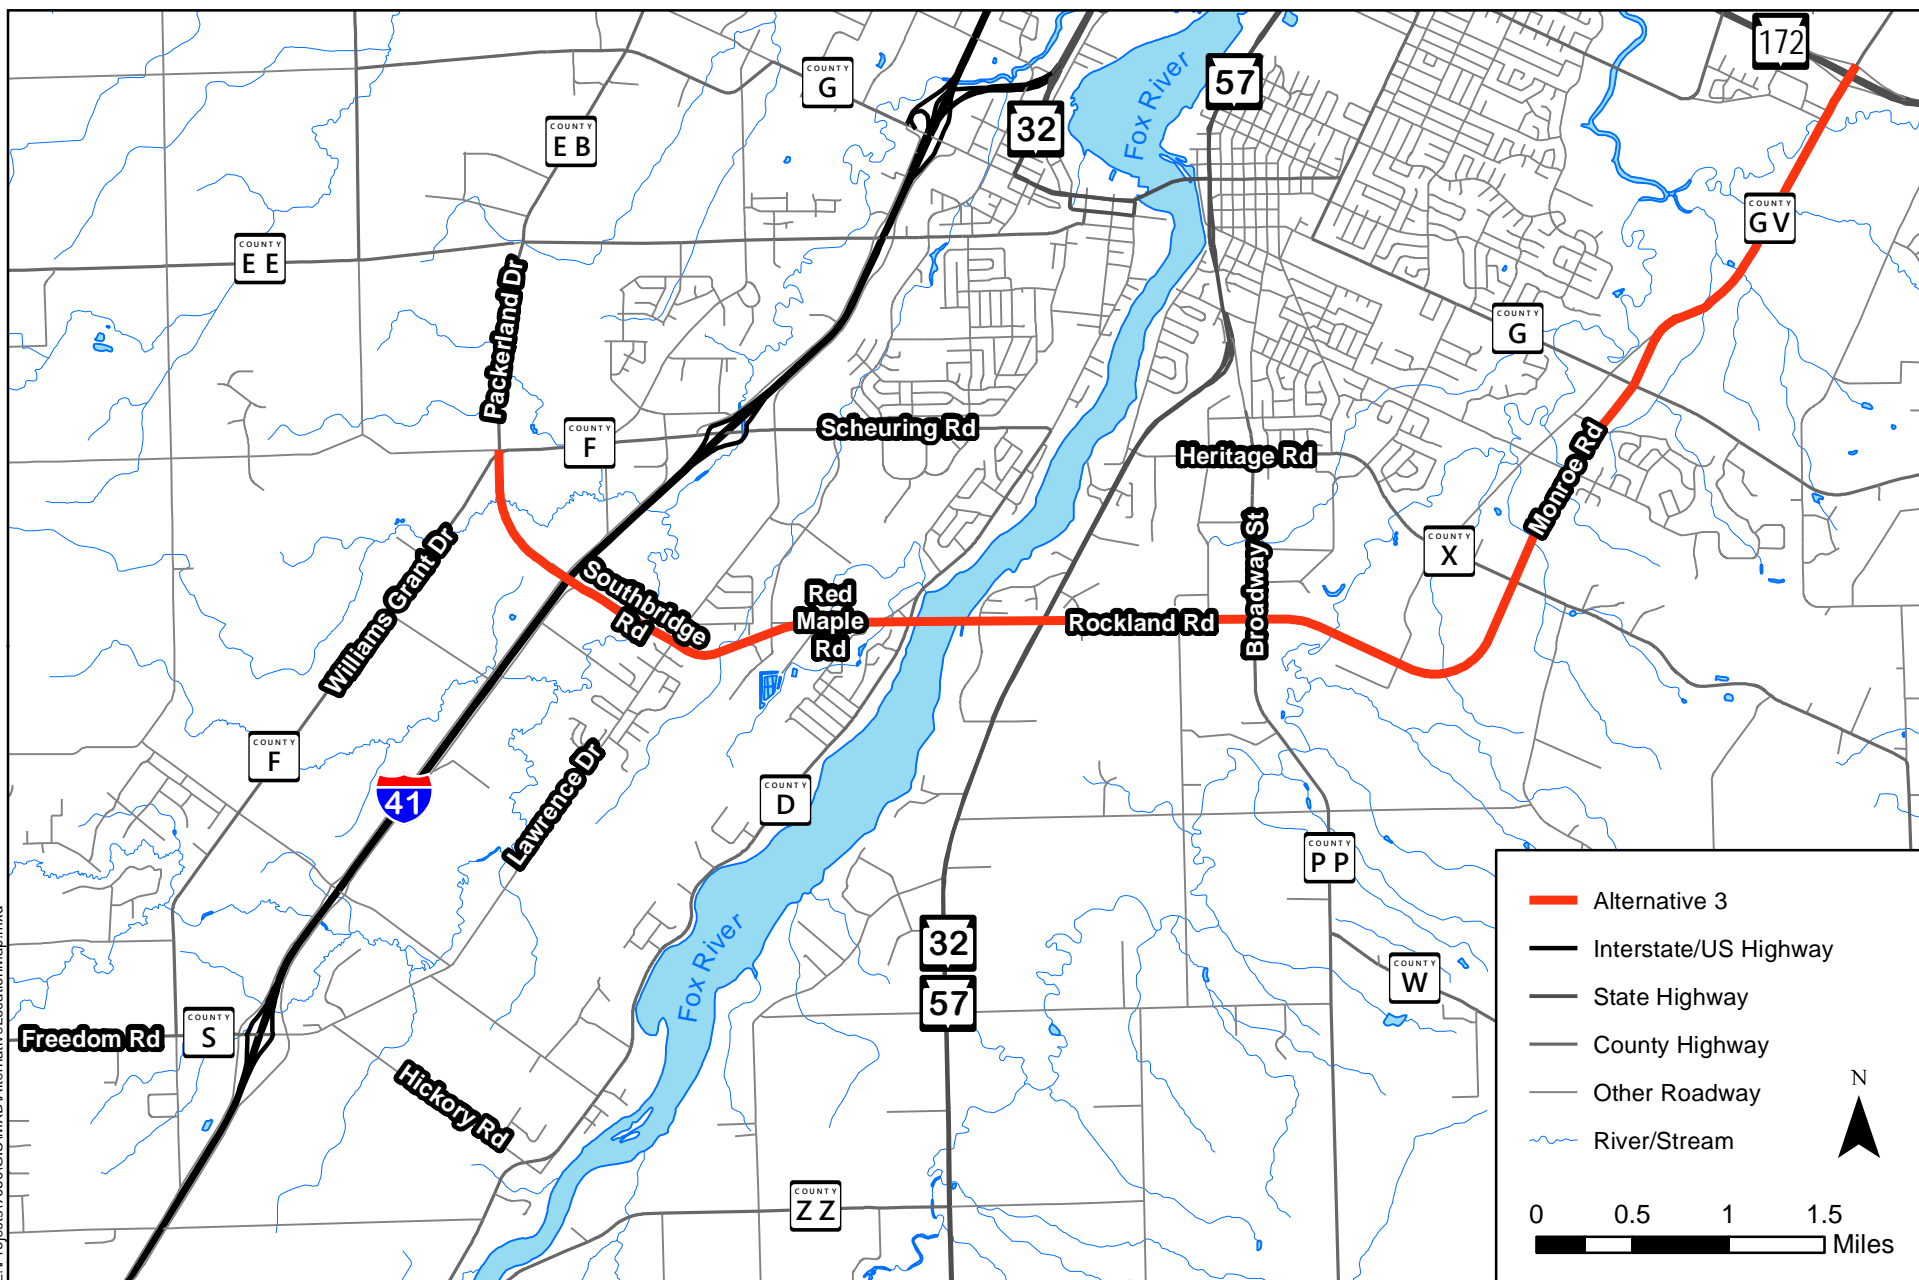 172
COUNTY
G
57
Fox River
32
COUNTY
E B
COUNTY
G V
COUNTY
E E
Packerland Dr
COUNTY
G
COUNTY
F
Scheuring Rd
Heritage Rd
Monroe Rd
Williams Grant Dr
Broadway St
COUNTY
X
Southbridge
Rd
Red
Maple
Rd
Rockland Rd
COUNTY
F
41
Lawrence Dr
COUNTY
D
COUNTY
P P
Fox River
32
57
COUNTY
W
Freedom Rd
COUNTY
S
Hickory Rd
COUNTY
Z Z
Alternative 3
Interstate/US Highway
State Highway
County Highway
Other Roadway
River/Stream
N
0 0.5 1 1.5
Miles